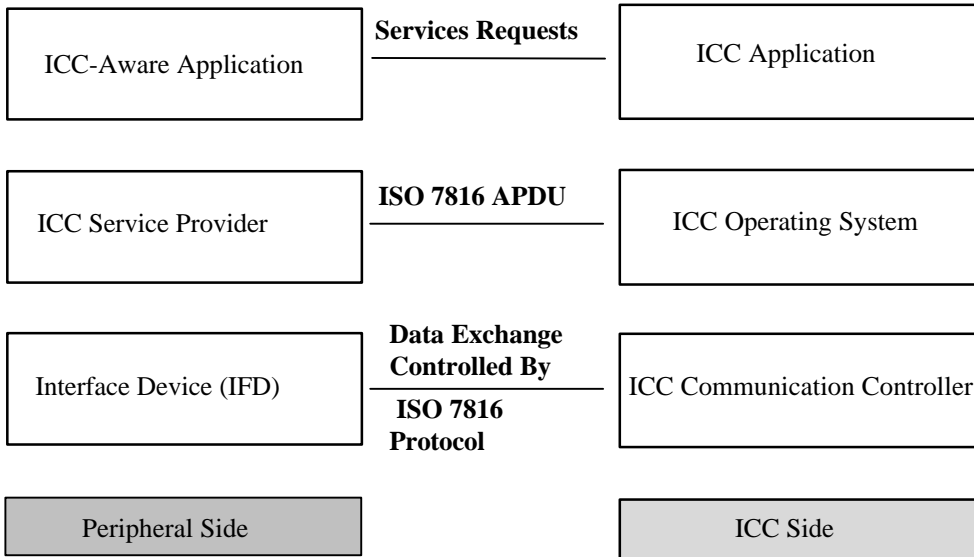 ICC-Aware Application
Services Requests
ICC Application
ICC Service Provider
ISO 7816 APDU
ICC Operating System
Interface Device (IFD)
Data Exchange
Controlled By
ISO 7816
Protocol
ICC Communication Controller
Peripheral Side
ICC Side